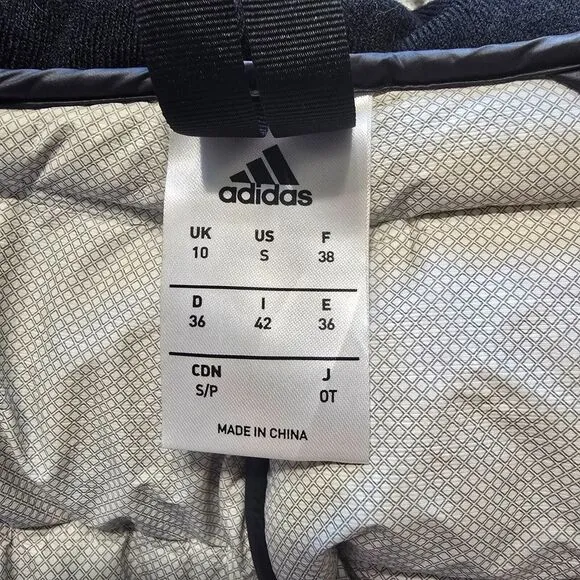 adidas
UK US F
10 S 38
D I E
36 42 36
CDN J
S/P OT
MADE IN CHINA